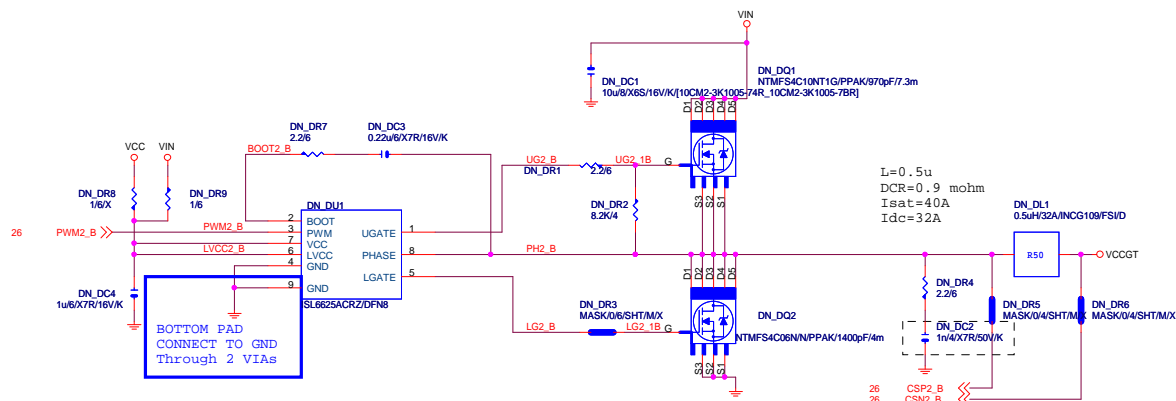 VIN
DN_DQ1
NTMFS4C10NT1G/PPAK/970pF/7.3m
DN_DC1
10u/8/X6S/16V/K/[10CM2-3K1005-74R_10CM2-3K1005-7BR]
D1
D2
D3
D4
D5
DN_DR7
2.2/6
DN_DC3
0.22u/6/X7R/16V/K
VCC
VIN
BOOT2_B
UG2_B
DN_DR1
2.2/6
UG2_1B
G
S3
S2
S1
L=0.5u
DCR=0.9 mohm
Isat=40A
Idc=32A
DN_DR8
1/6/X
DN_DR9
1/6
DN_DR2
8.2K/4
DN_DL1
0.5uH/32A/INCG109/FSI/D
DN_DU1
2
BOOT
3
PWM
7
VCC
6
LVCC
4
GND
9
GND
UGATE
1
PHASE
8
LGATE
5
SL6625ACRZ/DFN8
26
PWM2_B
PWM2_B
LVCC2_B
PH2_B
R50
VCCGT
D1
D2
D3
D4
D5
DN_DC4
1u/6/X7R/16V/K
DN_DR4
2.2/6
DN_DR5
MASK/0/4/SHT/M/X
DN_DR6
MASK/0/4/SHT/M/X
DN_DR3
MASK/0/6/SHT/M/X
LG2_B
LG2_1B
G
DN_DQ2
NTMFS4C06N/N/PPAK/1400pF/4m
S3
S2
S1
DN_DC2
1n/4/X7R/50V/K
BOTTOM PAD
CONNECT TO GND
Through 2 VIAs
26
CSP2_B
26
CSN2_B